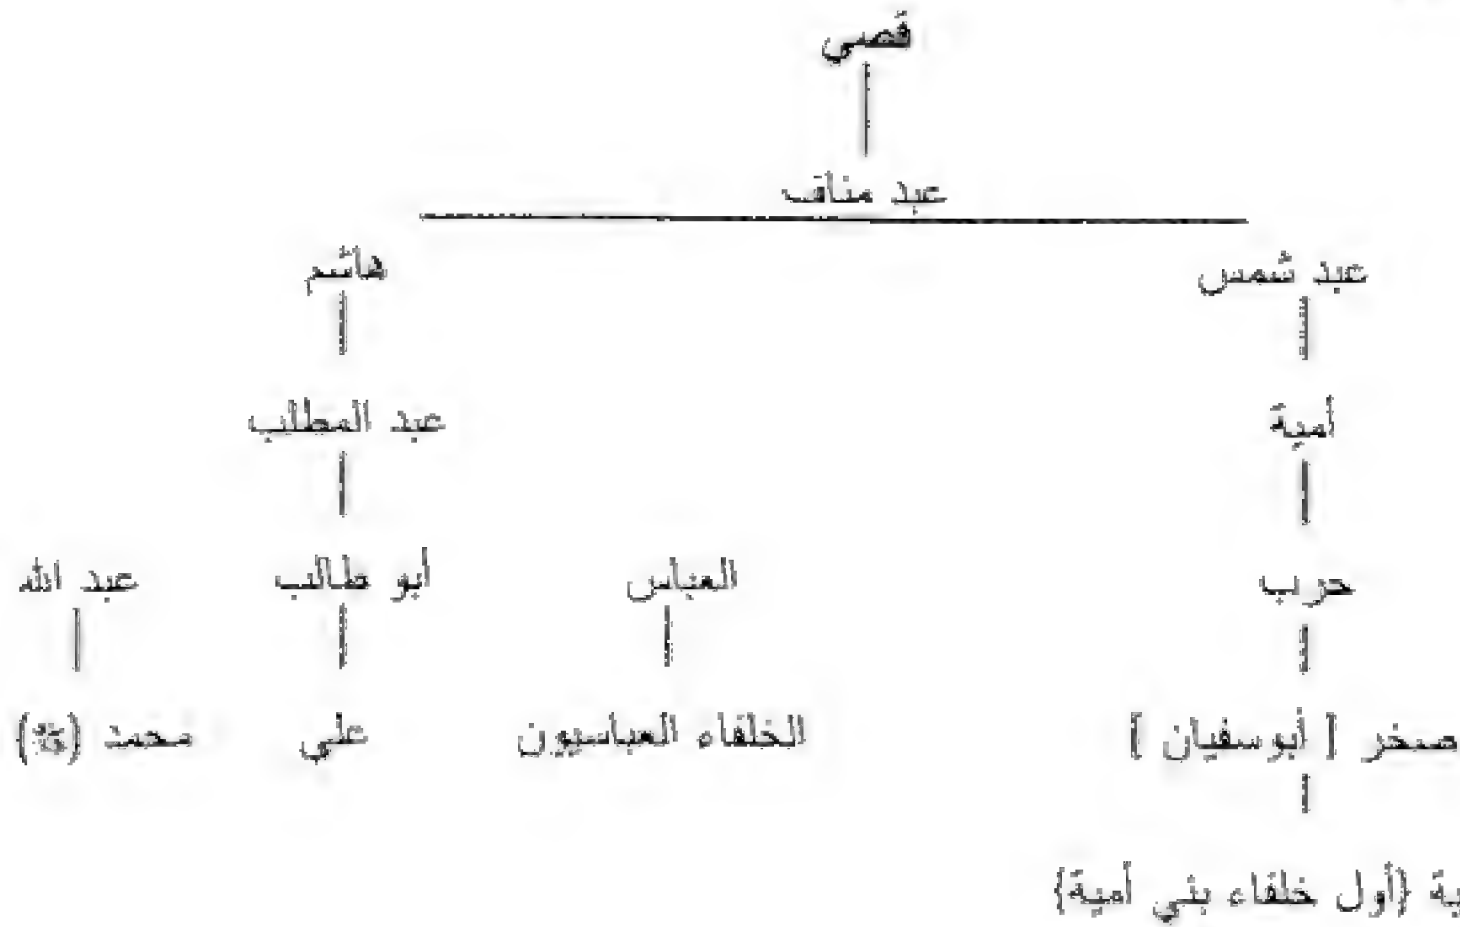 قصي
عبد مناف
عبد شمس
هاشم
أمية
عبد المطلب
حرب
العباس
أبو طالب
عبد الله
صخر [ أبوسفيان ]
الخلفاء العباسيون
علي
محمد (ﷺ)
ية {أول خلفاء بني أمية}